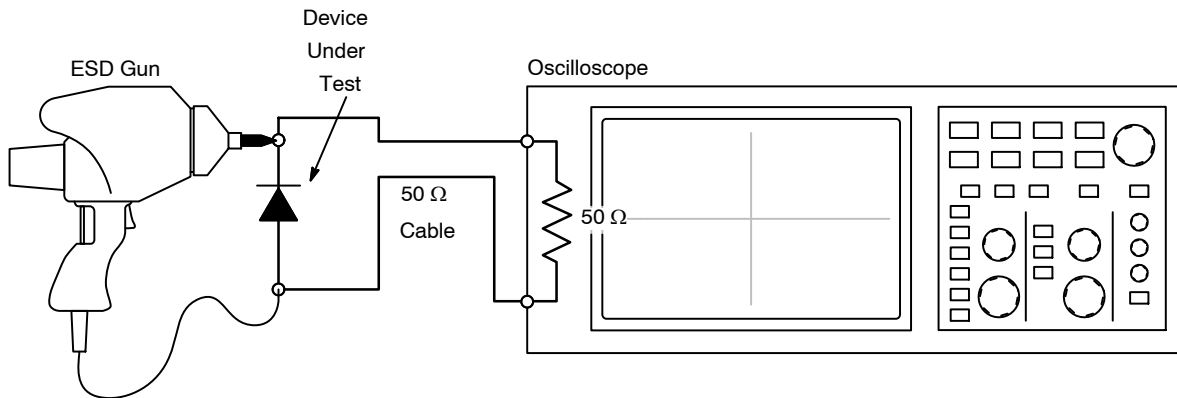 Device
Under
Test
ESD Gun
Oscilloscope
50 Ω
Cable
50 Ω